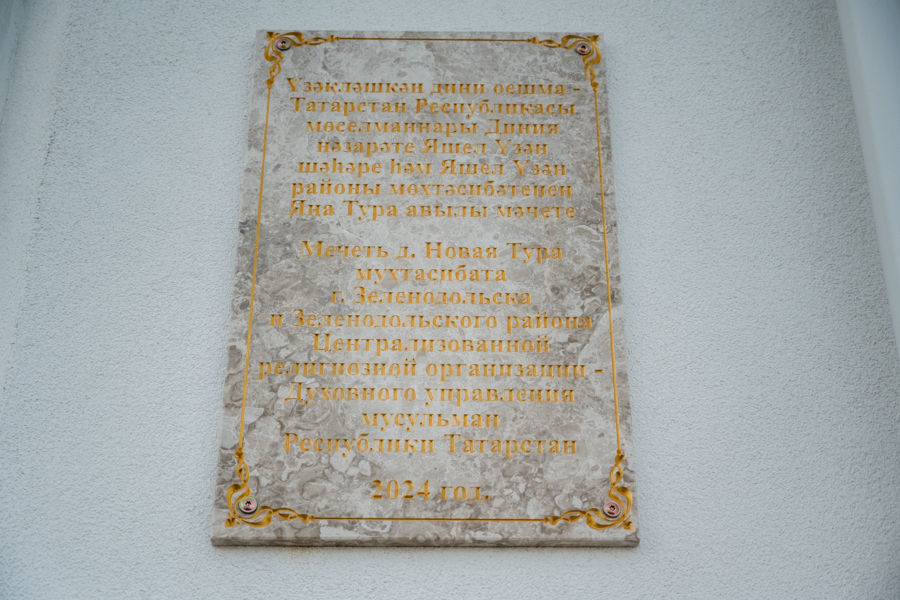 Үзәкләшкән дини оешма -
Татарстан Республикасы
мөселманнары Диния
нәзарәте Яшел Үзән
шәһәре һәм Яшел Үзән
районы мөхтәсибәтенең
Яңа Тура авылы мәчете
Мечеть д. Новая Тура
мухтасибата
г. Зеленодольска
и Зеленодольского района
Централизованной
религиозной организации -
Духовного управления
мусульман
Республики Татарстан
2024 год.